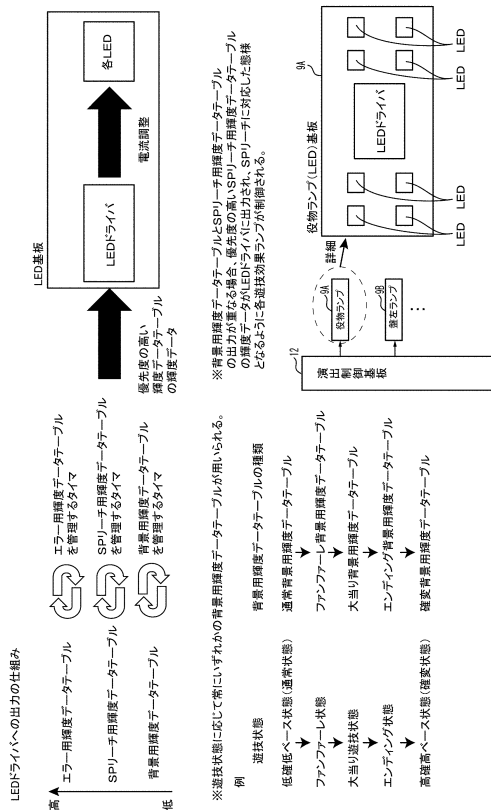 LEDドライバへの出力の仕組み
高
エラー用輝度データテーブル
SPリーチ用輝度データテーブル
背景用輝度データテーブル
低
エラー用輝度データテーブル
を管理するタイマ
SPリーチ用輝度データテーブル
を管理するタイマ
背景用輝度データテーブル
を管理するタイマ
優先度の高い
輝度データテーブル
の輝度データ
LED基板
LEDドライバ
電流調整
各LED
※背景用輝度データテーブルとSPリーチ用輝度データテーブル
の出力が重なる場合、優先度の高いSPリーチ用輝度データテーブル
の輝度データがLEDドライバに出力され、SPリーチに対応した態様
となるように各遊技効果ランプが制御される。
※遊技状態に応じて常にいずれかの背景用輝度データテーブルが用いられる。
例
遊技状態
背景用輝度データテーブルの種類
低確低ベース状態(通常状態)
通常背景用輝度データテーブル
ファンファーレ状態
ファンファーレ背景用輝度データテーブル
大当り遊技状態
大当り背景用輝度データテーブル
エンディング状態
エンディング背景用輝度データテーブル
高確高ベース状態(確変状態)
確変背景用輝度データテーブル
12
演出制御基板
9A
役物ランプ
9B
盤左ランプ
詳細
役物ランプ(LED)基板
9A
LEDドライバ
LED
LED
LED
LED
LED
LED